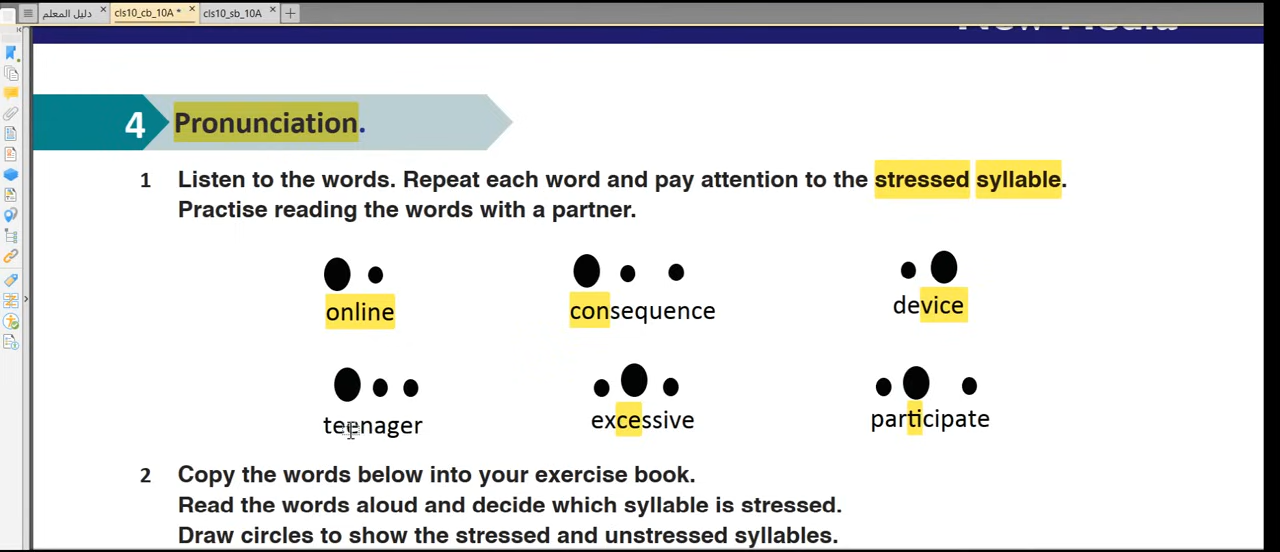 دليل المعلم cls10_cb_10A * cls10_sb_10A
New Media
4 Pronunciation.
1 Listen to the words. Repeat each word and pay attention to the stressed syllable.
Practise reading the words with a partner.
online consequence device
teenager excessive participate
2 Copy the words below into your exercise book.
Read the words aloud and decide which syllable is stressed.
Draw circles to show the stressed and unstressed syllables.